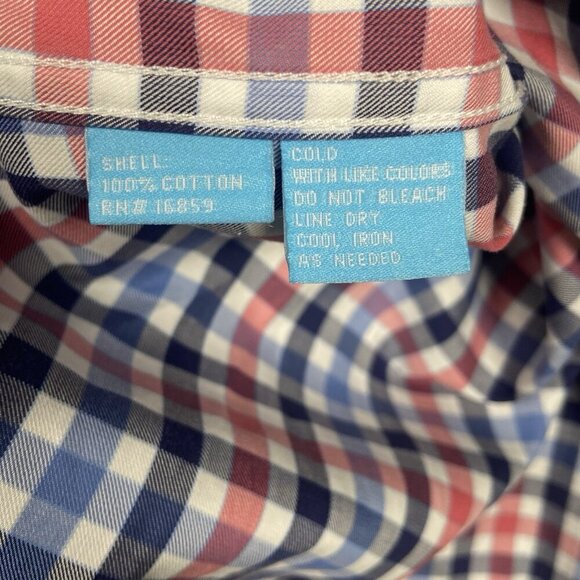 SHELL:
100% COTTON
RN# 16859
COLD
WITH LIKE COLORS
DO NOT BLEACH
LINE DRY
COOL IRON
AS NEEDED